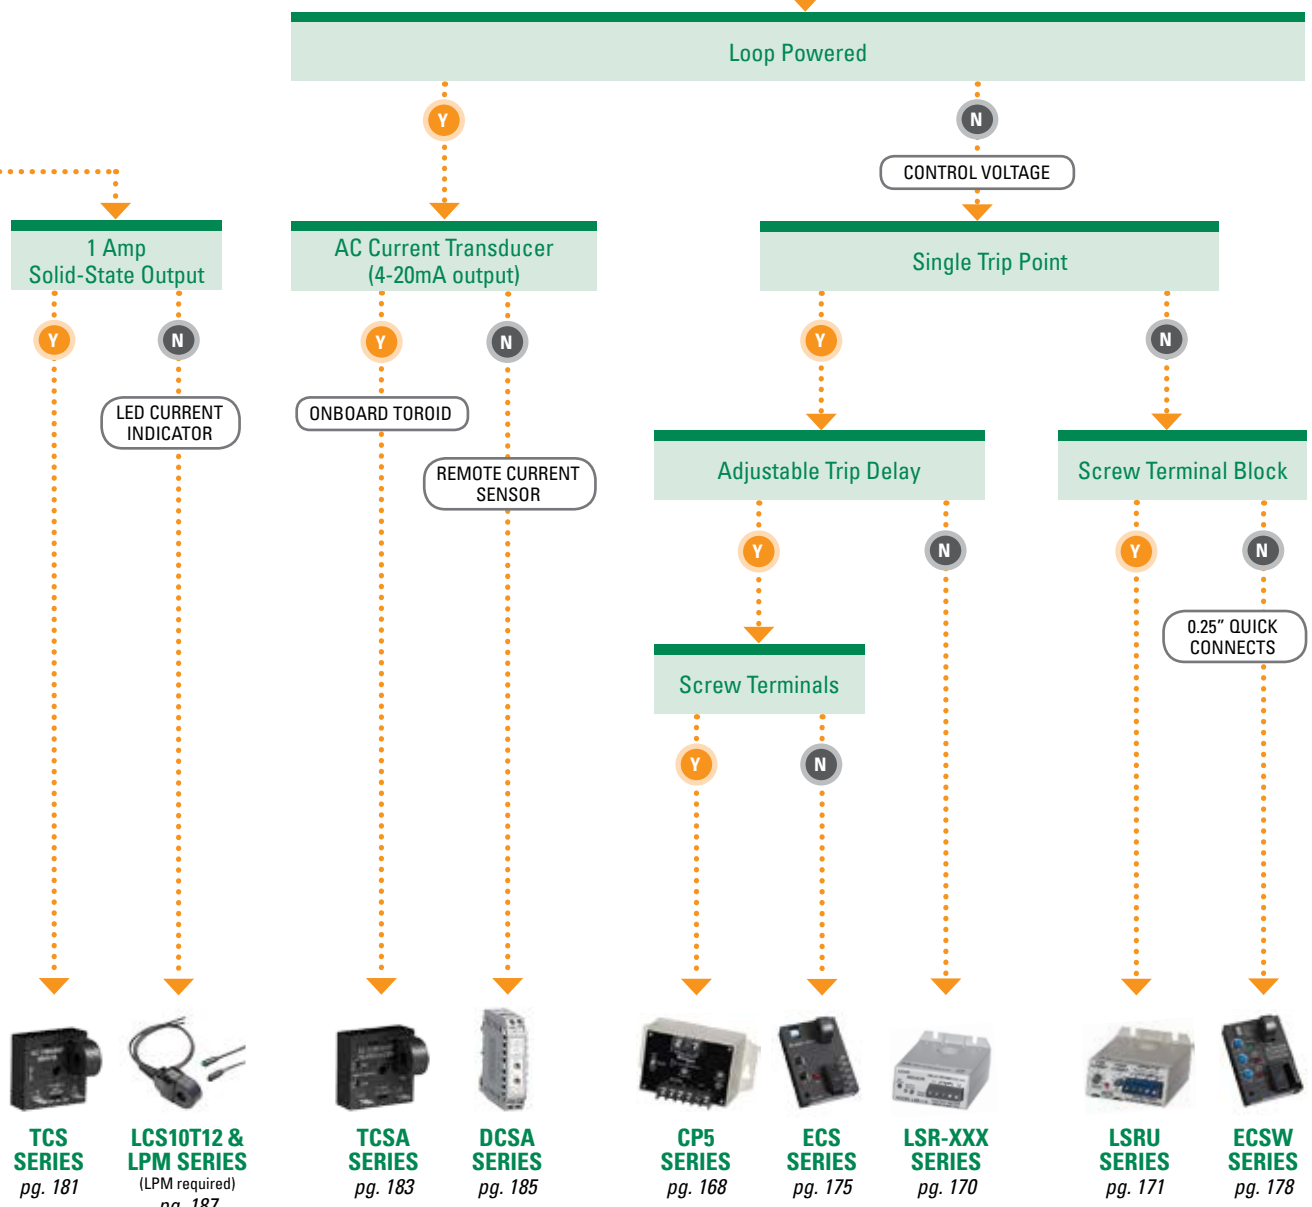 Loop Powered
Y
N
CONTROL VOLTAGE
1 Amp
Solid-State Output
AC Current Transducer
(4-20mA output)
Single Trip Point
Y
N
Y
N
Y
N
LED CURRENT
INDICATOR
ONBOARD TOROID
REMOTE CURRENT
SENSOR
Adjustable Trip Delay
Screw Terminal Block
Y
N
Y
N
0.25” QUICK
CONNECTS
Screw Terminals
Y
N
TCS
SERIES
pg. 181
LCS10T12 &
LPM SERIES
(LPM required)
pg. 187
TCSA
SERIES
pg. 183
DCSA
SERIES
pg. 185
CP5
SERIES
pg. 168
ECS
SERIES
pg. 175
LSR-XXX
SERIES
pg. 170
LSRU
SERIES
pg. 171
ECSW
SERIES
pg. 178